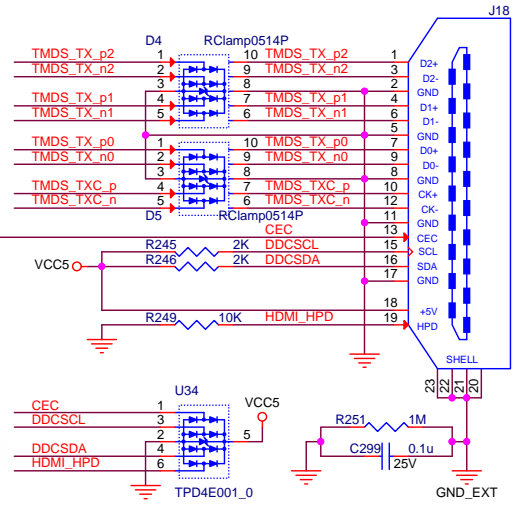 J18
D4 RClamp0514P
TMDS_TX_p2 1 10 TMDS_TX_p2 1 D2+
TMDS_TX_n2 2 9 TMDS_TX_n2 3 D2-
3 8 2 GND
TMDS_TX_p1 4 7 TMDS_TX_p1 4 D1+
TMDS_TX_n1 5 6 TMDS_TX_n1 6 D1-
5 GND
TMDS_TX_p0 1 10 TMDS_TX_p0 7 D0+
TMDS_TX_n0 2 9 TMDS_TX_n0 9 D0-
3 8 8 GND
TMDS_TXC_p 4 7 TMDS_TXC_p 10 CK+
TMDS_TXC_n 5 6 TMDS_TXC_n 12 CK-
D5 RClamp0514P 11 GND
CEC 13 CEC
R245 2K DDCSCL 15 SCL
VCC5 R246 2K DDCSDA 16 SDA
17 GND
18 +5V
R249 10K HDMI_HPD 19 HPD
SHELL
23 22 21 20
U34
CEC 1 VCC5
DDCSCL 3
2 5
DDCSDA 4
HDMI_HPD 6
TPD4E001_0
R251 1M
C299 0.1u
25V
GND_EXT